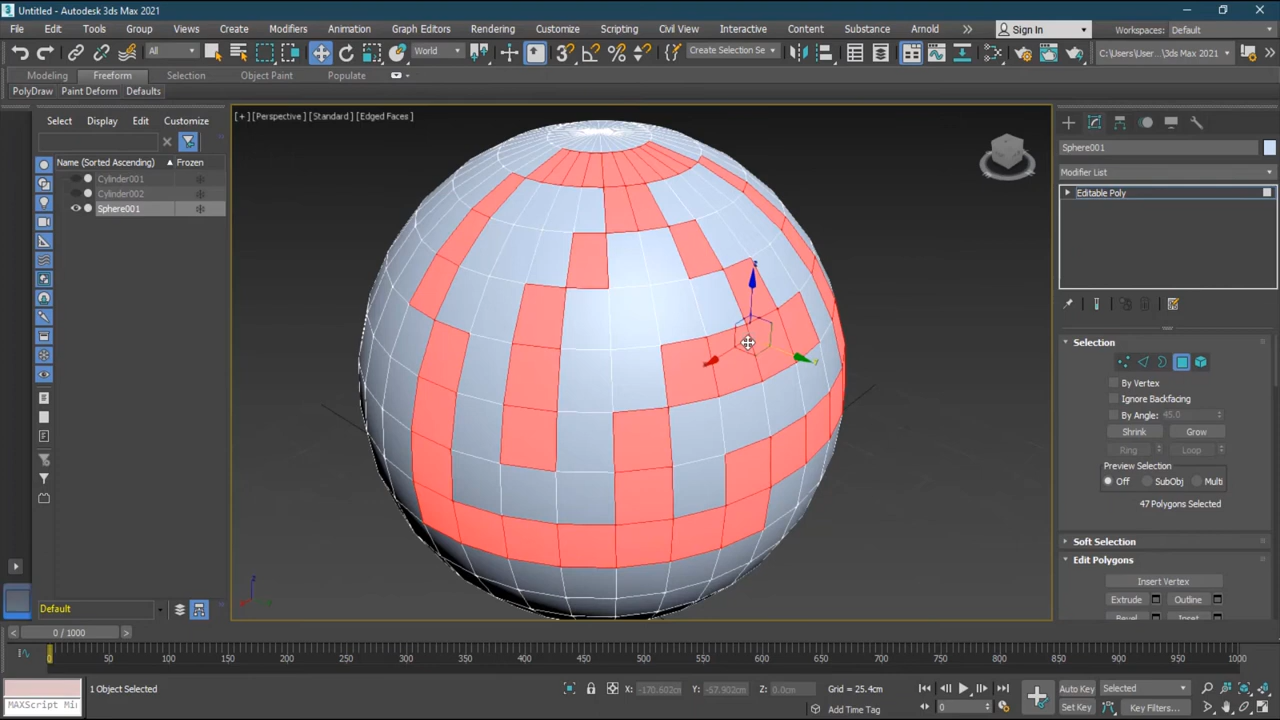 Untitled - Autodesk 3ds Max 2021
File Edit Tools Group Views Create Modifiers Animation Graph Editors Rendering Customize Scripting Civil View Interactive Content Substance Arnold » Sign In Workspaces: Default
All World Create Selection Se C:\Users\User ...\3ds Max 2021
Modeling Freeform Selection Object Paint Populate
PolyDraw Paint Deform Defaults
Select Display Edit Customize
[+] [Perspective] [Standard] [Edged Faces]
Name (Sorted Ascending) ▲ Frozen
Cylinder001
Cylinder002
Sphere001
Sphere001
Modifier List
Editable Poly
Selection
By Vertex
Ignore Backfacing
By Angle: 45.0
Shrink Grow
Ring Loop
Preview Selection
Off SubObj Multi
47 Polygons Selected
Soft Selection
Edit Polygons
Insert Vertex
Extrude Outline
Bevel Inset
z
y
z
Default
< 0 / 1000 >
0 50 100 150 200 250 300 350 400 450 500 550 600 650 700 750 800 850 900 950 1000
MAXScript Mi
1 Object Selected
X: -170.602cm Y: -67.902cm Z: 0.0cm Grid = 25.4cm
Add Time Tag
0
Auto Key Selected
Set Key Key Filters...